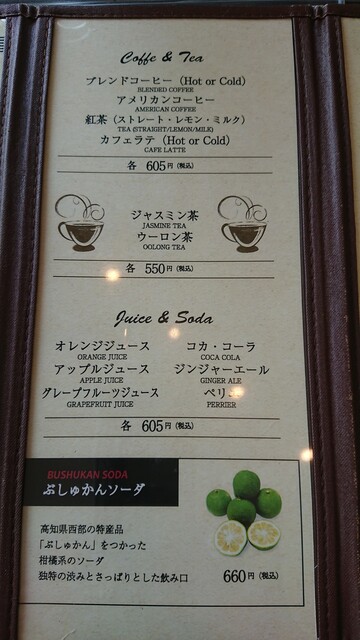 Coffe & Tea
ブレンドコーヒー（Hot or Cold）
BLENDED COFFEE
アメリカンコーヒー
AMERICAN COFFEE
紅茶（ストレート・レモン・ミルク）
TEA (STRAIGHT/LEMON/MILK)
カフェラテ（Hot or Cold）
CAFE LATTE
各 605円（税込）
ジャスミン茶
JASMINE TEA
ウーロン茶
OOLONG TEA
各 550円（税込）
Juice & Soda
オレンジジュース コカ・コーラ
ORANGE JUICE COCA COLA
アップルジュース ジンジャーエール
APPLE JUICE GINGER ALE
グレープフルーツジュース
GRAPEFRUIT JUICE PERRIER
各 605円（税込）
BUSHUKAN SODA
ぶしゅかんソーダ
高知県西部の特産品
「ぶしゅかん」をつかった
柑橘系のソーダ
独特の渋みとさっぱりとした飲み口 660円（税込）